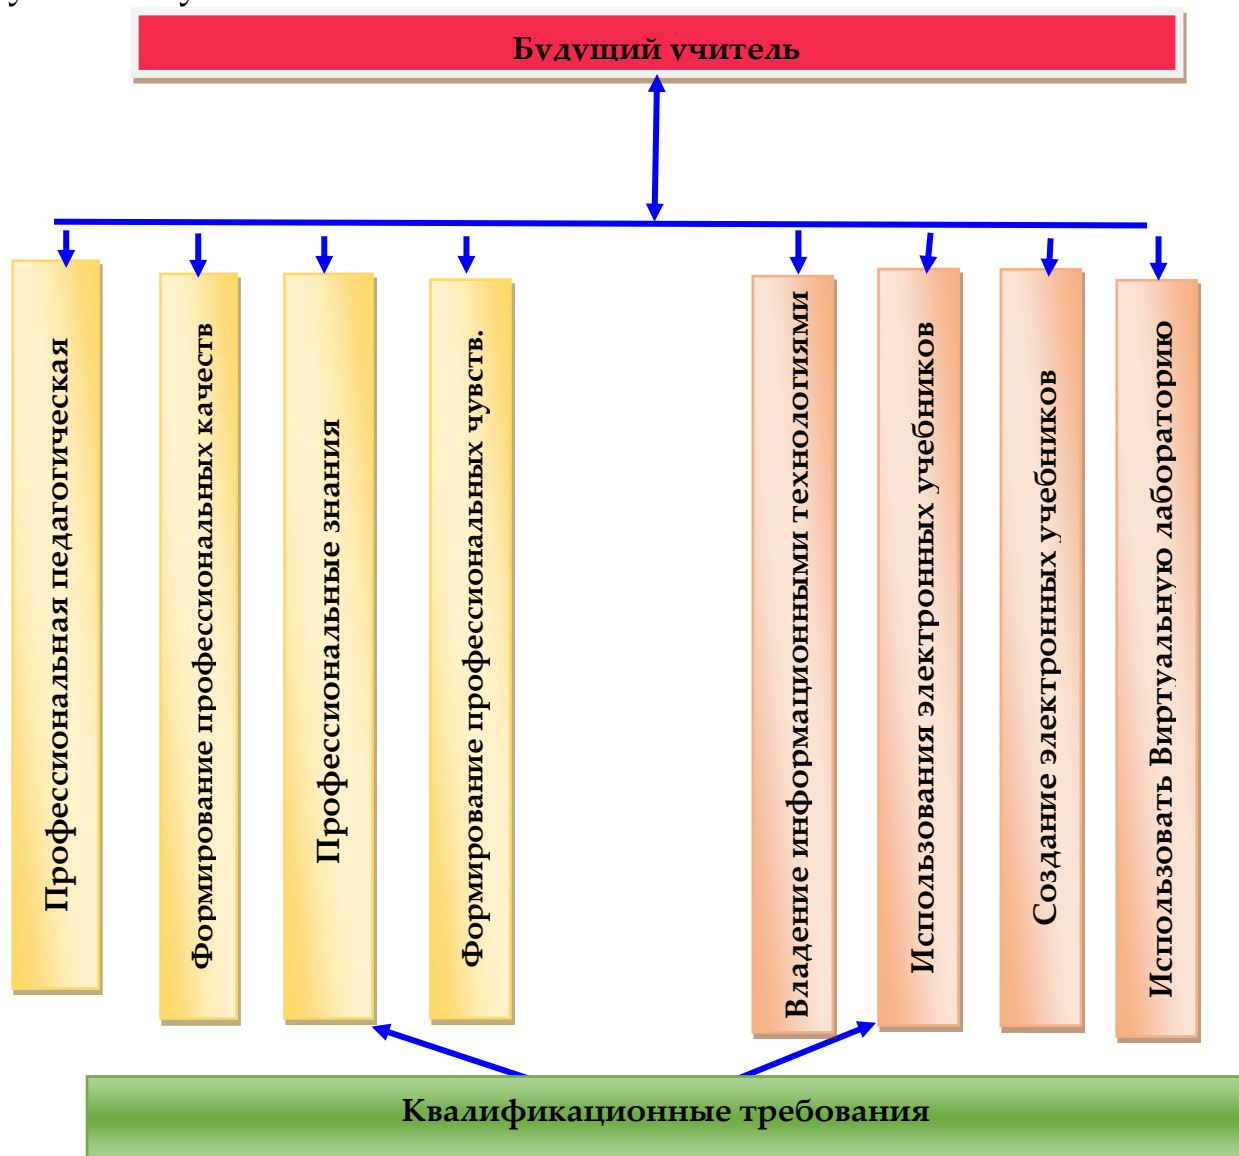 Будущий учитель
Профессиональная педагогическая
Формирование профессиональных качеств
Профессиональные знания
Формирование профессиональных чувств.
Владение информационными технологиями
Использования электронных учебников
Создание электронных учебников
Использовать Виртуальную лабораторию
Квалификационные требования